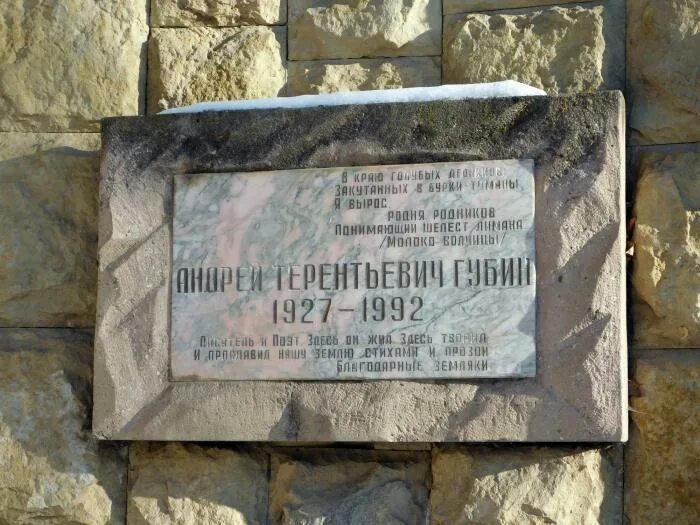 В КРАЮ ГОЛУБЫХ ЛЕДНИКОВ
ЗАКУТАННЫХ В БУРКИ ТУМАНЫ,
Я ВЫРОС
РОДНЯ РОДНИКОВ
ПОНИМАЮЩИЙ ШЕЛЕСТ ЛИМАНА
/МОЛОКО ВОЛЧИЦЫ/
АНДРЕЙ ТЕРЕНТЬЕВИЧ ГУБИН
1927-1992
ПИСАТЕЛЬ И ПОЭТ ЗДЕСЬ ОН ЖИЛ ЗДЕСЬ ТВОРИЛ
И ПРОСЛАВИЛ НАШУ ЗЕМЛЮ СТИХАМИ И ПРОЗОЙ
БЛАГОДАРНЫЕ ЗЕМЛЯКИ